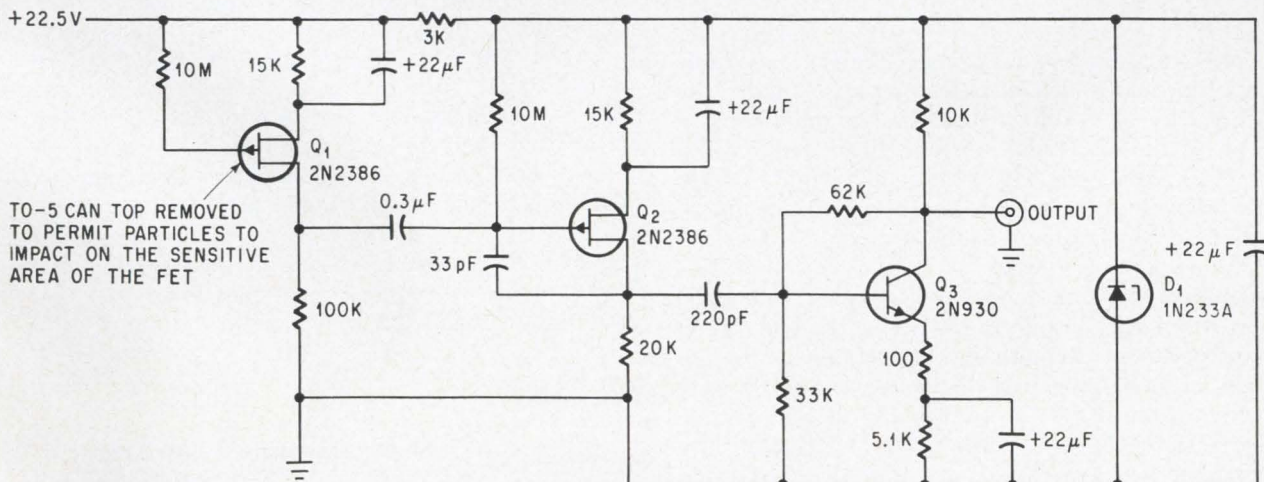 +22.5V
3K
10M
15K
+22µF
10M
15K
+22µF
10K
Q1
2N2386
TO-5 CAN TOP REMOVED
TO PERMIT PARTICLES TO
IMPACT ON THE SENSITIVE
AREA OF THE FET
0.3µF
33pF
Q2
2N2386
62K
OUTPUT
+22µF
100K
220pF
Q3
2N930
D1
1N233A
20K
100
33K
5.1K
+22µF